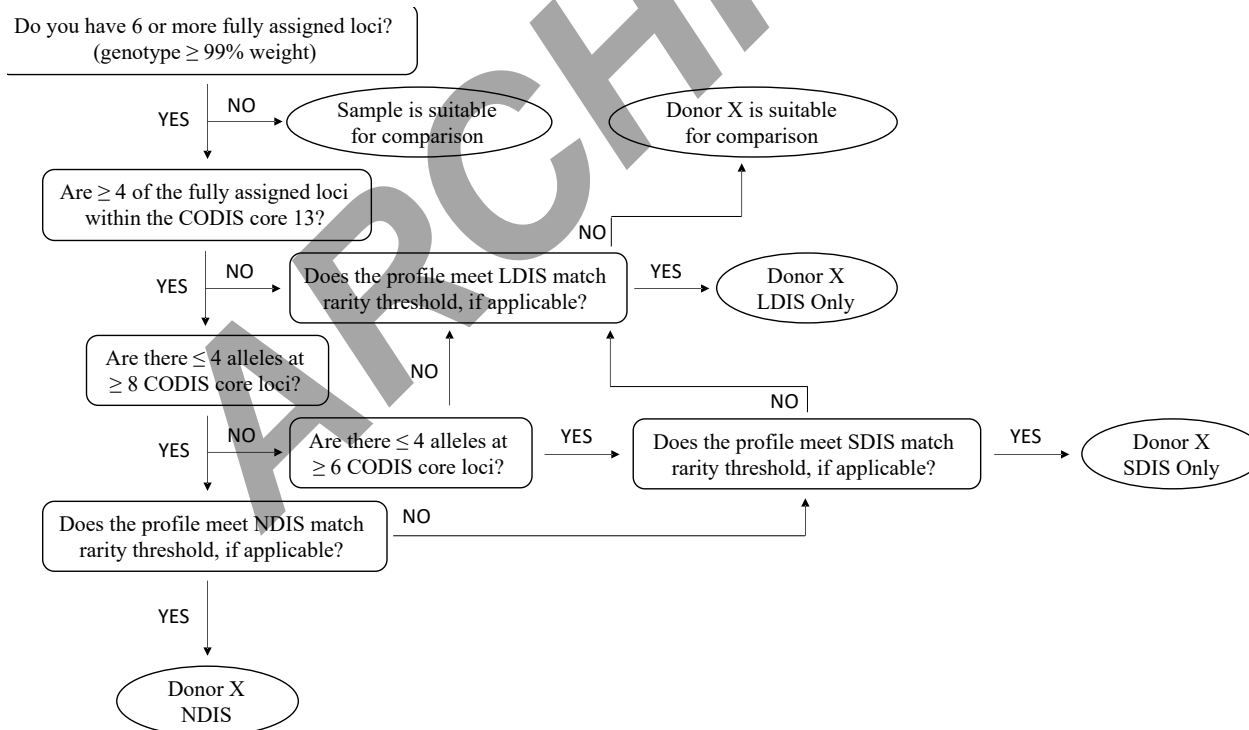 Do you have 6 or more fully assigned loci?
(genotype ≥ 99% weight)
YES
NO
Sample is suitable
for comparison
Donor X is suitable
for comparison
Are ≥ 4 of the fully assigned loci
within the CODIS core 13?
NO
YES
NO
Does the profile meet LDIS match
rarity threshold, if applicable?
YES
Donor X
LDIS Only
Are there ≤ 4 alleles at
≥ 8 CODIS core loci?
NO
NO
YES
NO
Are there ≤ 4 alleles at
≥ 6 CODIS core loci?
YES
Does the profile meet SDIS match
rarity threshold, if applicable?
YES
Donor X
SDIS Only
Does the profile meet NDIS match
rarity threshold, if applicable?
NO
YES
Donor X
NDIS
ARCHI